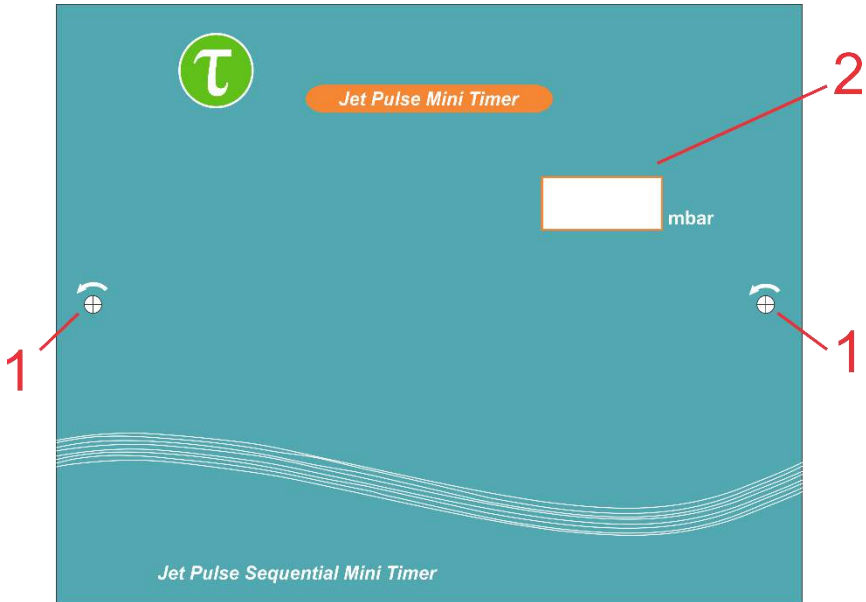 τ
Jet Pulse Mini Timer
2
mbar
1
1
Jet Pulse Sequential Mini Timer